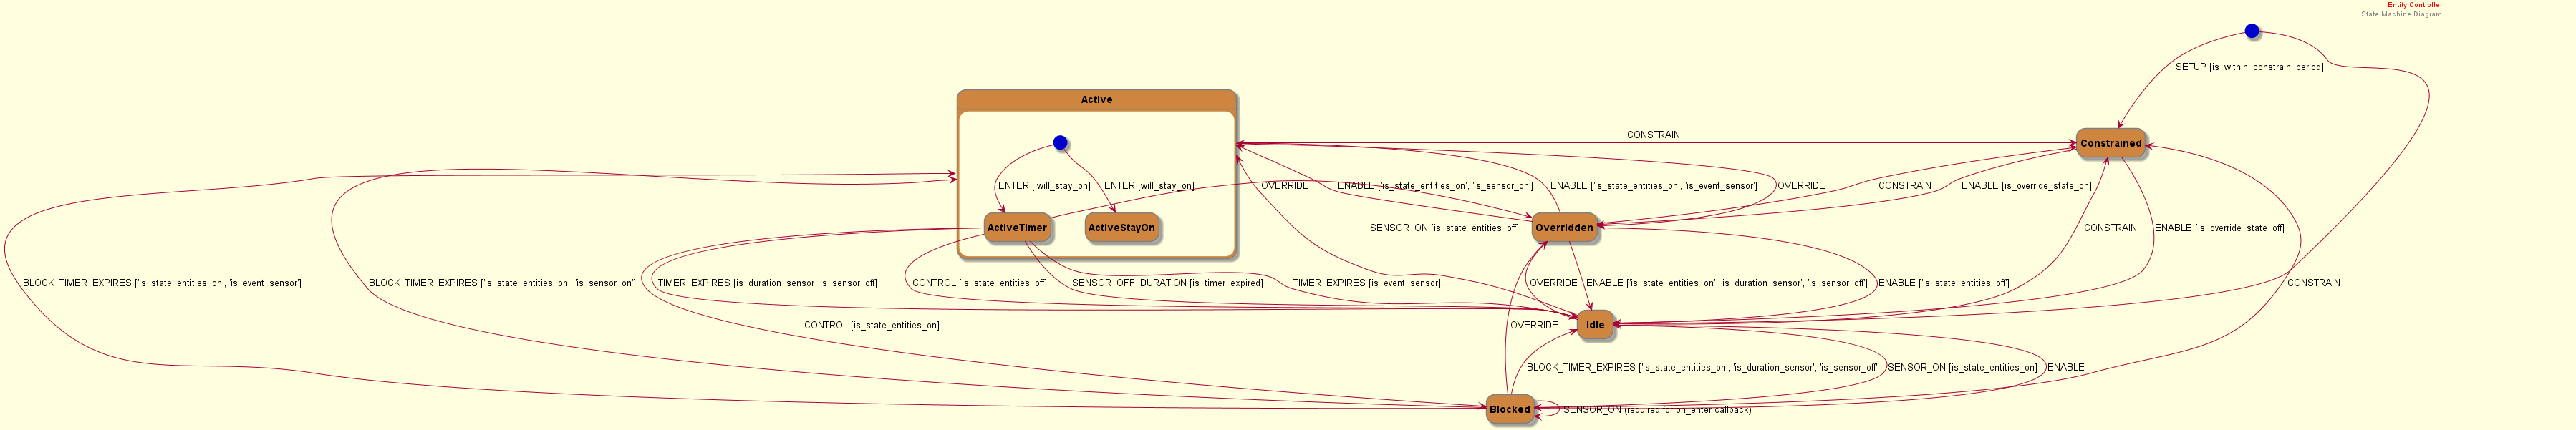 Entity Controller
State Machine Diagram
SETUP [is_within_constrain_period]
Active
CONSTRAIN
Constrained
ENTER [!will_stay_on]
ENTER [will_stay_on]
OVERRIDE
ENABLE ['is_state_entities_on', 'is_sensor_on']
ENABLE ['is_state_entities_on', 'is_event_sensor']
OVERRIDE
CONSTRAIN
ENABLE [is_override_state_on]
ActiveTimer
ActiveStayOn
SENSOR_ON [is_state_entities_off]
Overridden
CONSTRAIN
ENABLE [is_override_state_off]
BLOCK_TIMER_EXPIRES ['is_state_entities_on', 'is_event_sensor']
BLOCK_TIMER_EXPIRES ['is_state_entities_on', 'is_sensor_on']
TIMER_EXPIRES [is_duration_sensor, is_sensor_off]
CONTROL [is_state_entities_off]
SENSOR_OFF_DURATION [is_timer_expired]
TIMER_EXPIRES [is_event_sensor]
OVERRIDE
ENABLE ['is_state_entities_on', 'is_duration_sensor', 'is_sensor_off']
ENABLE ['is_state_entities_off']
CONSTRAIN
CONTROL [is_state_entities_on]
OVERRIDE
Idle
BLOCK_TIMER_EXPIRES ['is_state_entities_on', 'is_duration_sensor', 'is_sensor_off'
SENSOR_ON [is_state_entities_on]
ENABLE
Blocked
SENSOR_ON (required for on_enter callback)